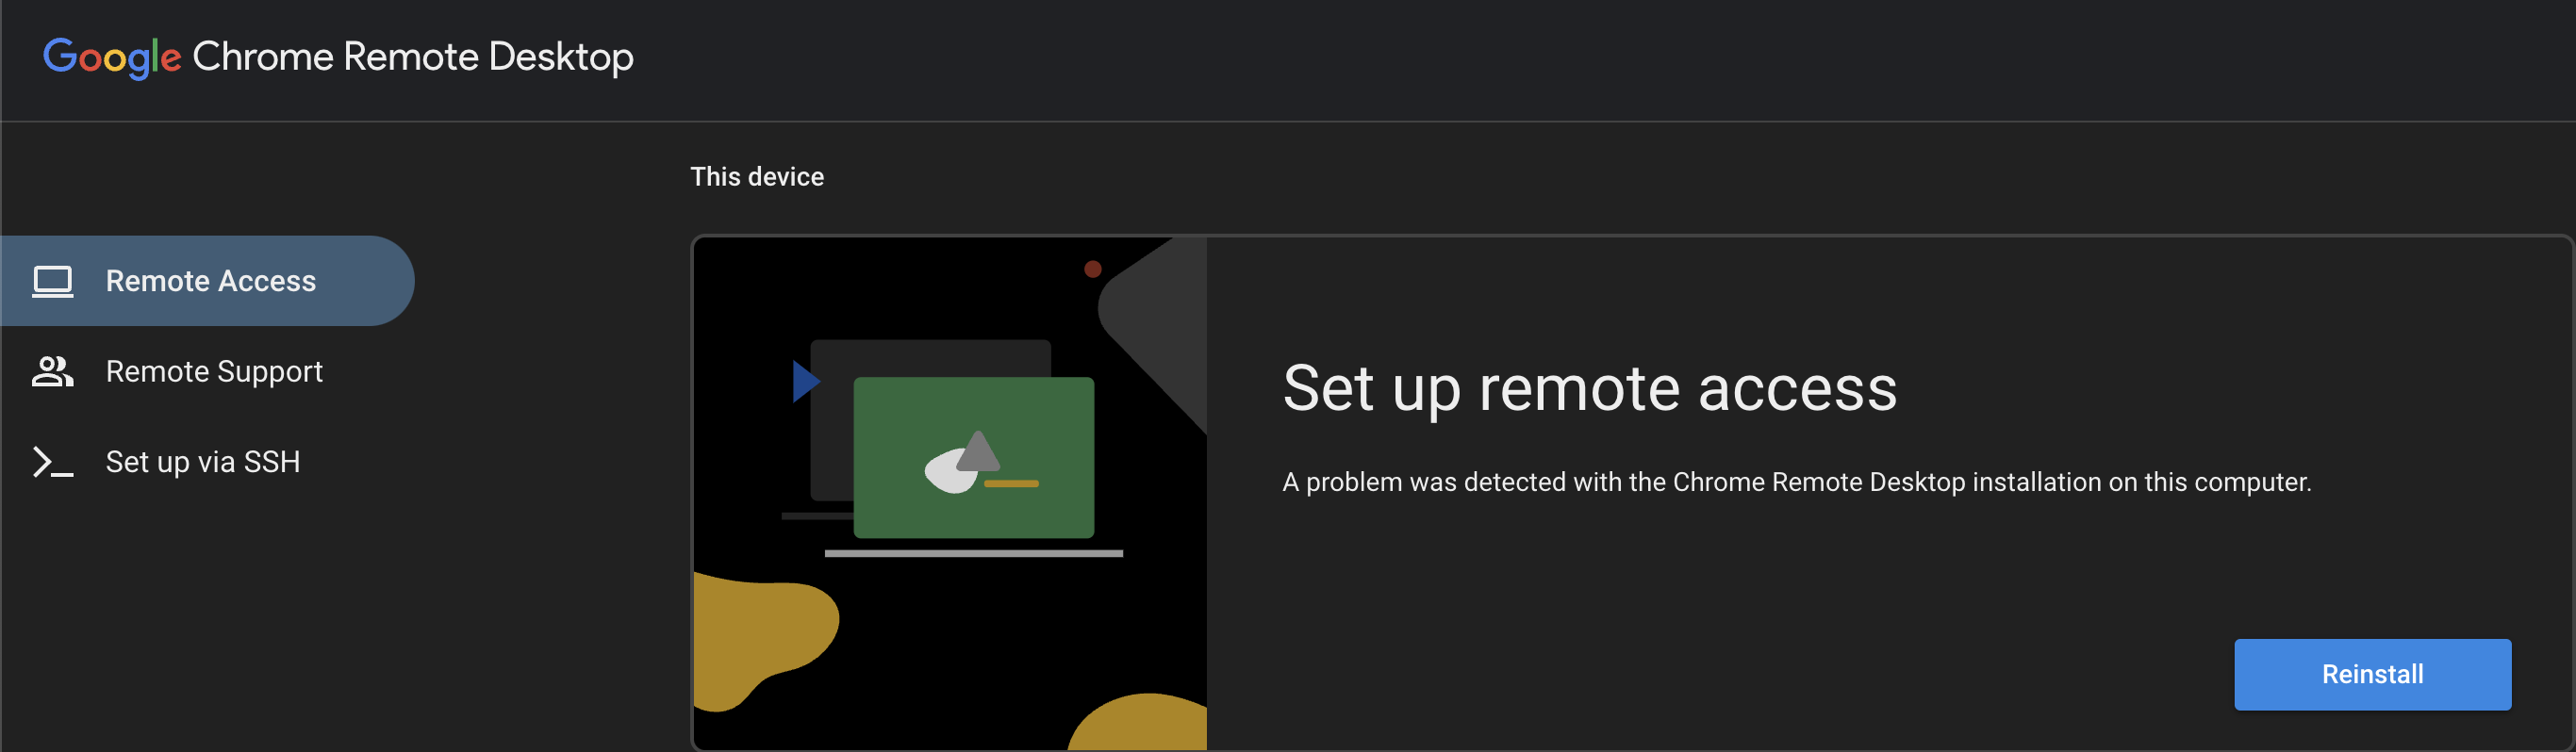 Google Chrome Remote Desktop
This device
Remote Access
Remote Support
Set up via SSH
Set up remote access
A problem was detected with the Chrome Remote Desktop installation on this computer.
Reinstall